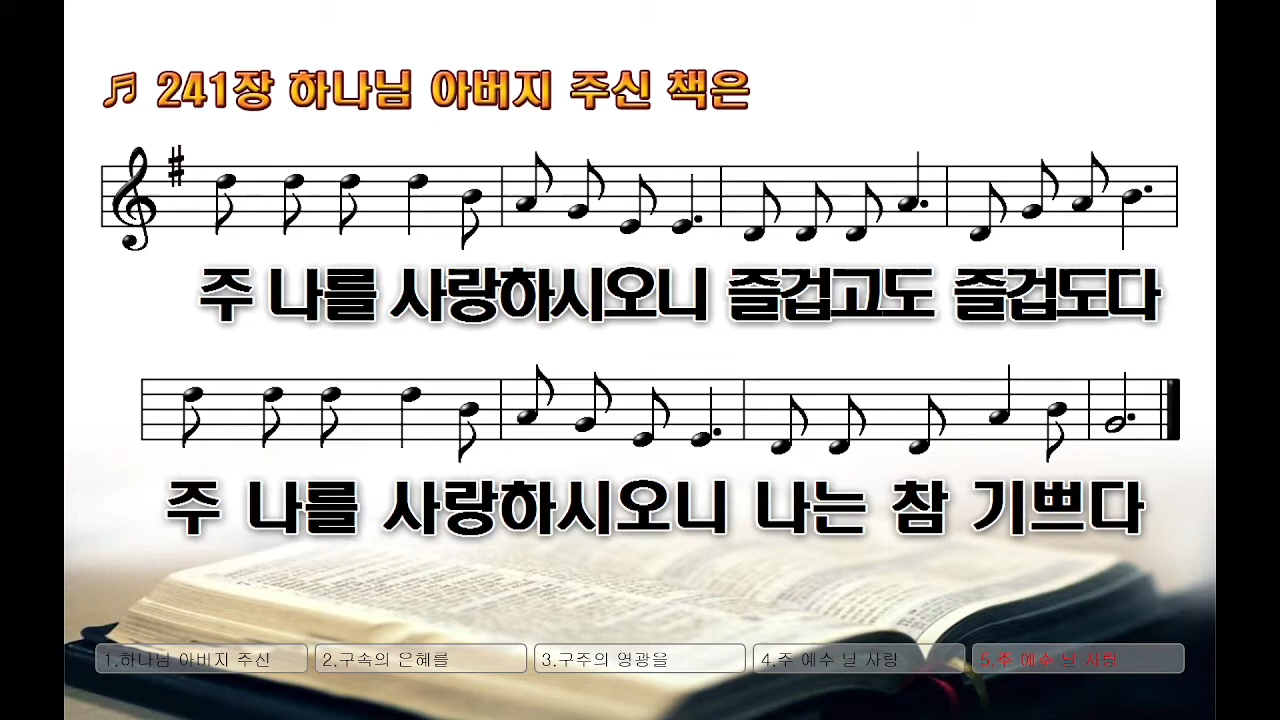 ♬ 241장 하나님 아버지 주신 책은
주 나를 사랑하시오니 즐겁고도 즐겁도다
주 나를 사랑하시오니 나는 참 기쁘다
1.하나님 아버지 주신
2.구속의 은혜를
3.구주의 영광을
4.주 예수 날 사랑
5.주 예수 날 사랑